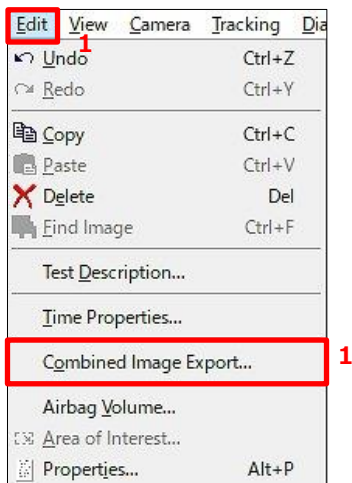 Edit View Camera Tracking Dia
1
Undo Ctrl+Z
Redo Ctrl+Y
Copy Ctrl+C
Paste Ctrl+V
Delete Del
Find Image Ctrl+F
Test Description...
Time Properties...
Combined Image Export... 1
Airbag Volume...
Area of Interest...
Properties... Alt+P